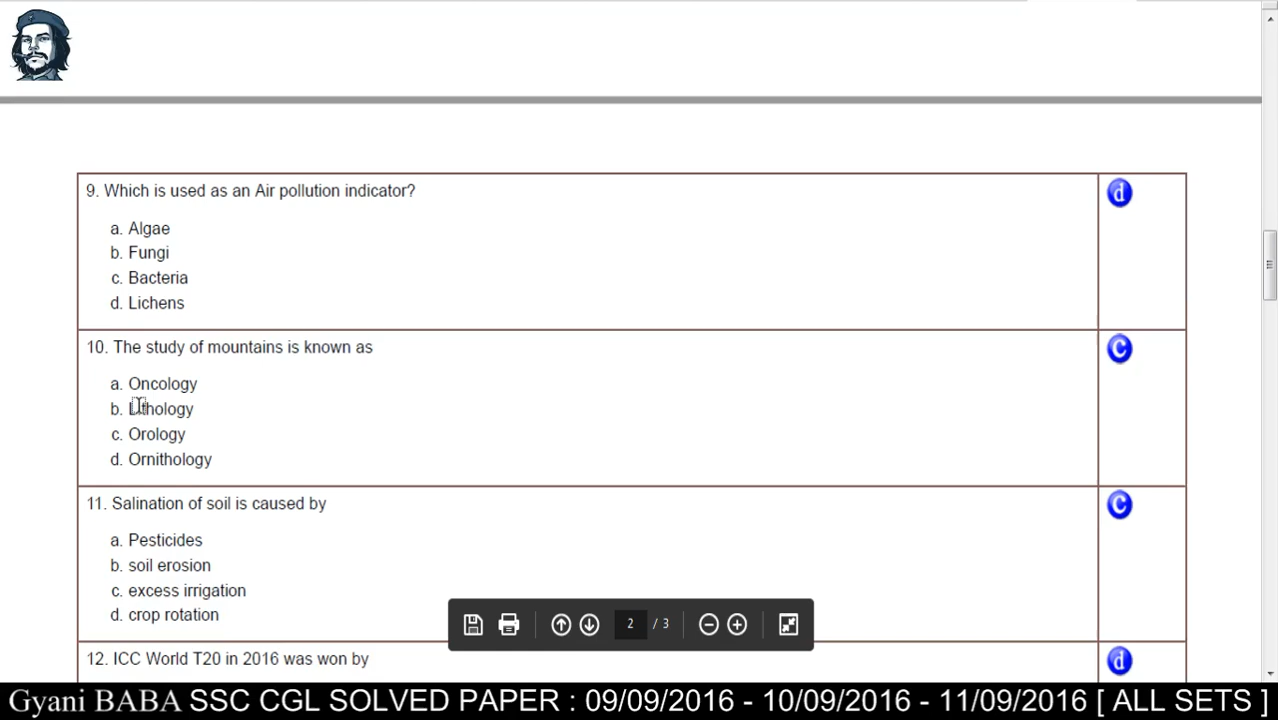 9. Which is used as an Air pollution indicator?
d
a. Algae
b. Fungi
c. Bacteria
d. Lichens
10. The study of mountains is known as
C
a. Oncology
b. Lithology
c. Orology
d. Ornithology
11. Salination of soil is caused by
C
a. Pesticides
b. soil erosion
c. excess irrigation
d. crop rotation
2 / 3
12. ICC World T20 in 2016 was won by
d
Gyani BABA SSC CGL SOLVED PAPER : 09/09/2016 - 10/09/2016 - 11/09/2016 [ ALL SETS ]